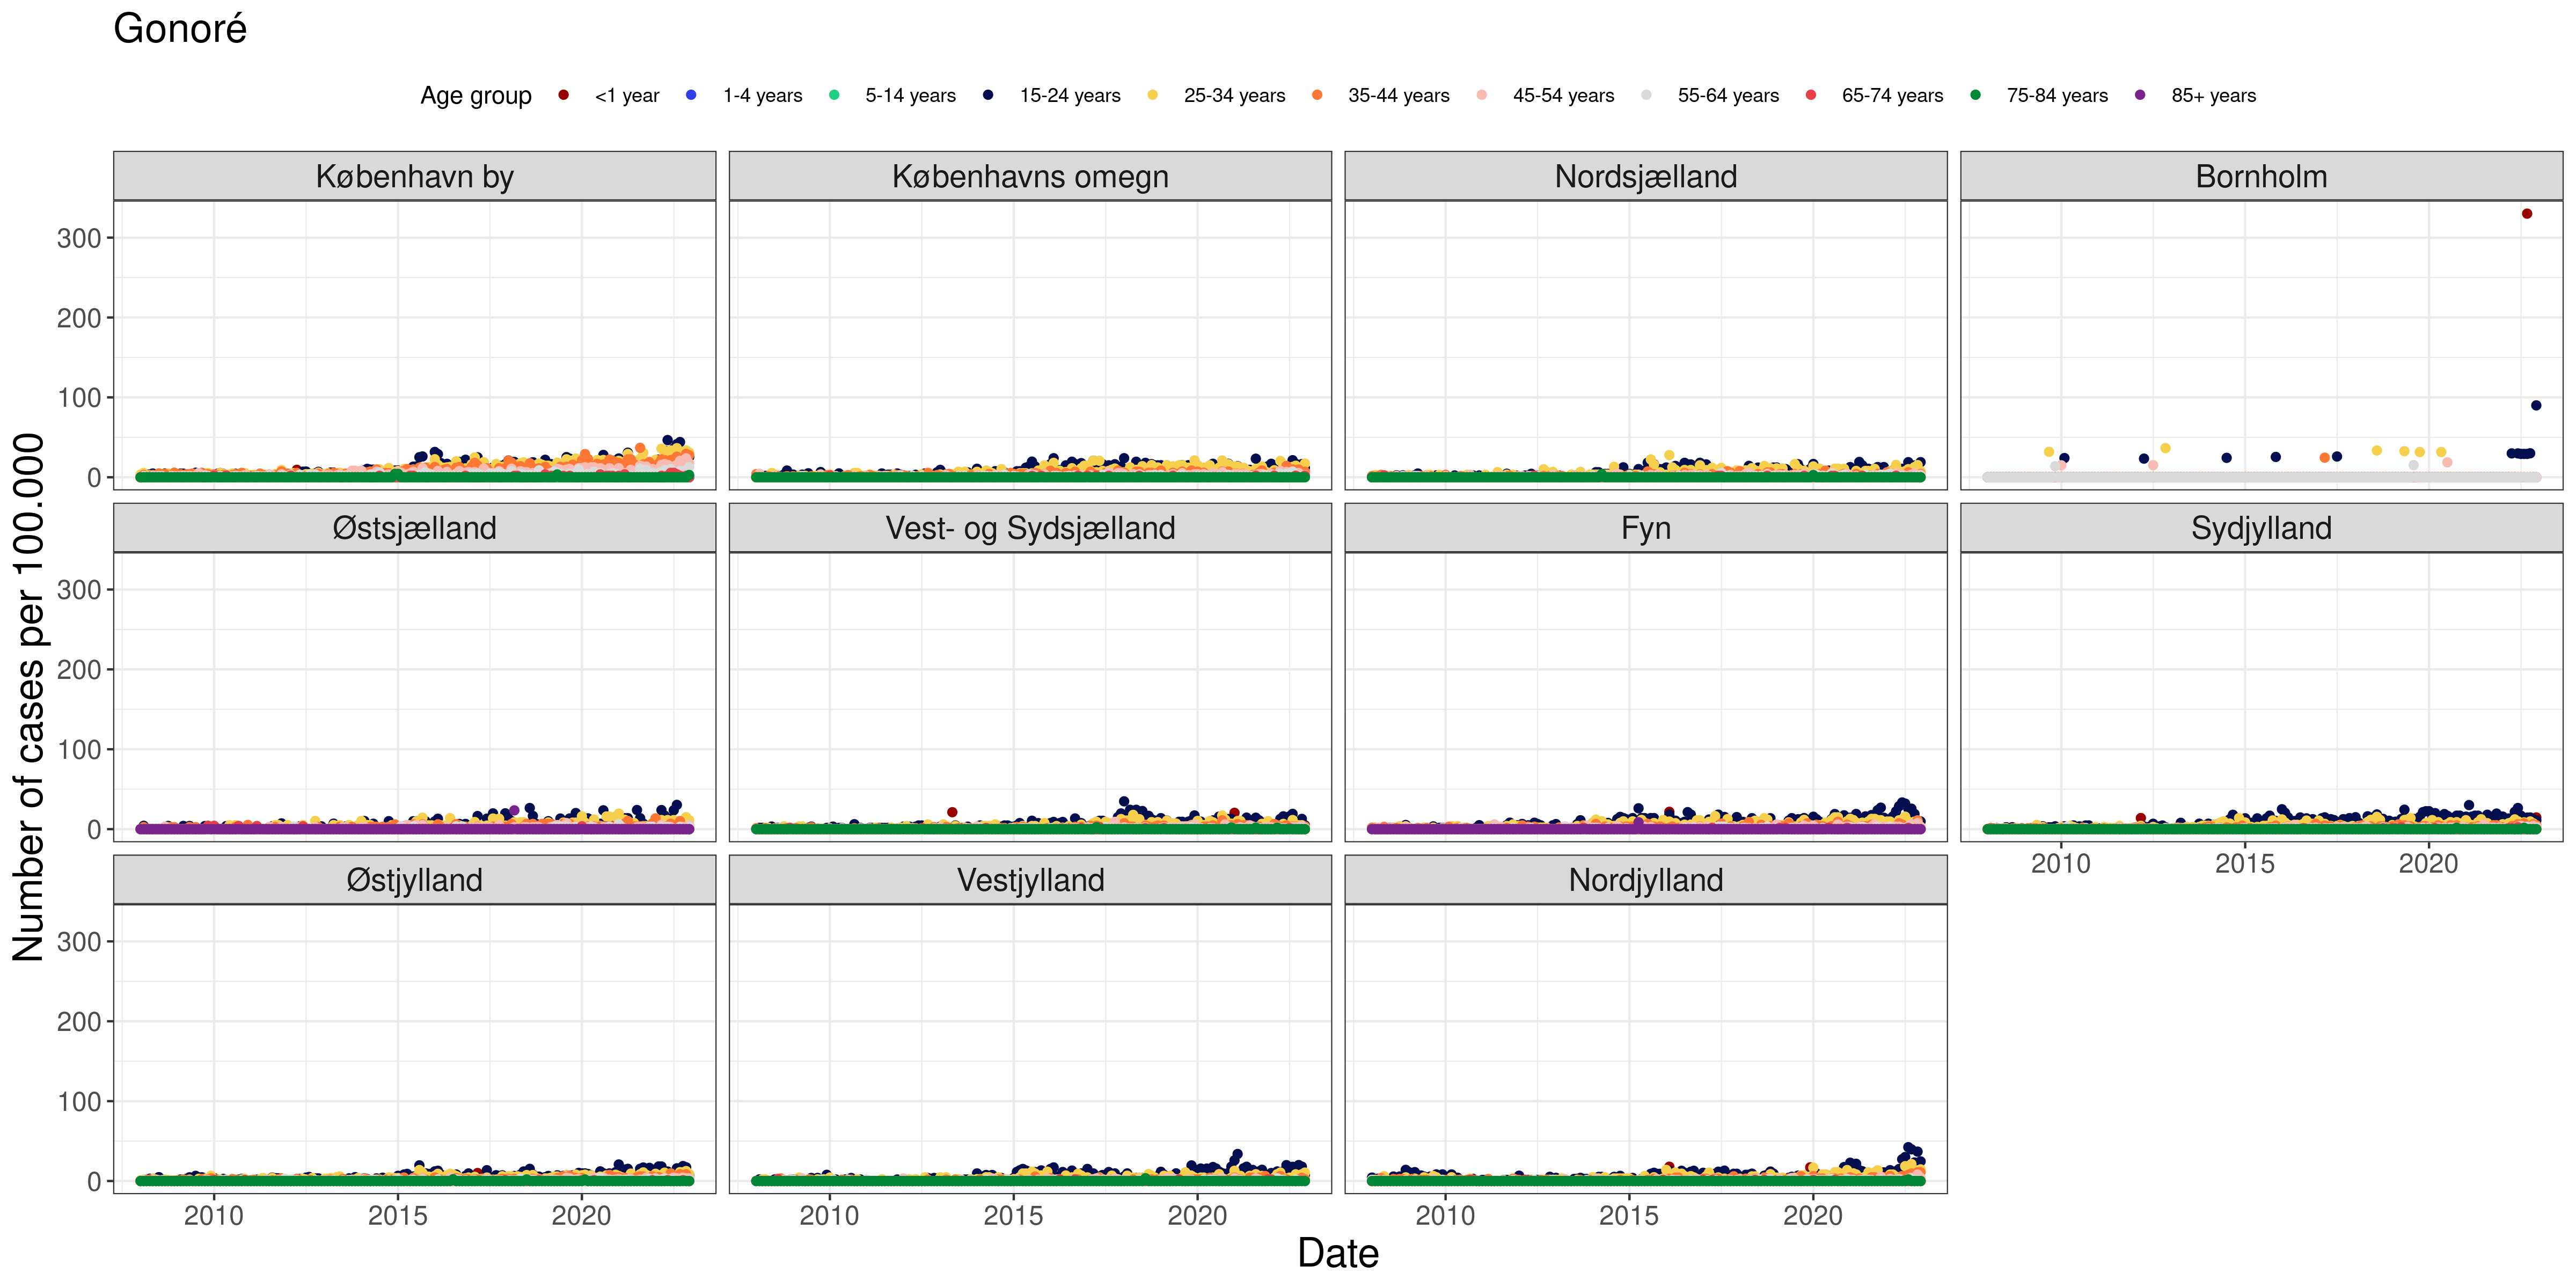 Gonoré
Age group <1 year 1-4 years 5-14 years 15-24 years 25-34 years 35-44 years 45-54 years 55-64 years 65-74 years 75-84 years 85+ years
København by Københavns omegn Nordsjælland Bornholm
300
200
100
0
Østsjælland Vest- og Sydsjælland Fyn Sydjylland
300
200
100
0
2010 2015 2020
Østjylland Vestjylland Nordjylland
300
200
100
0
2010 2015 2020 2010 2015 2020 2010 2015 2020
Number of cases per 100.000
Date